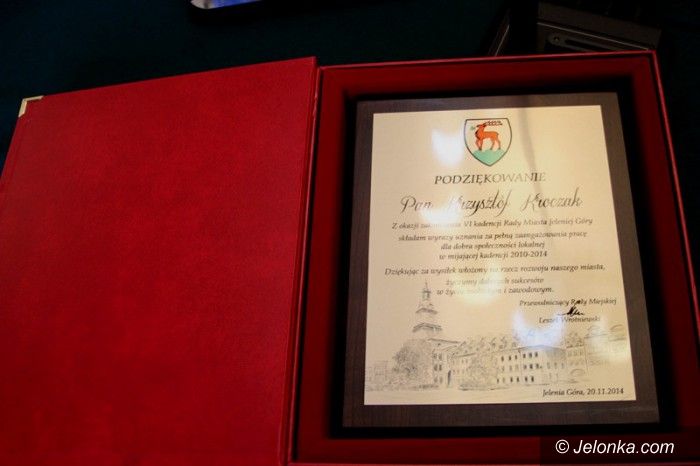 PODZIĘKOWANIE
Pan Krzysztof Kroczak
Z okazji zakończenia VI kadencji Rady Miasta Jeleniej Góry
składam wyrazy uznania za pełną zaangażowania pracę
dla dobra społeczności lokalnej
w mijającej kadencji 2010-2014
Dziękując za wysiłek włożony na rzecz rozwoju naszego miasta,
życzymy dalszych sukcesów
w życiu osobistym i zawodowym.
Przewodniczący Rady Miejskiej
Leszek Wrotniewski
Jelenia Góra, 20.11.2014
© Jelonka.com